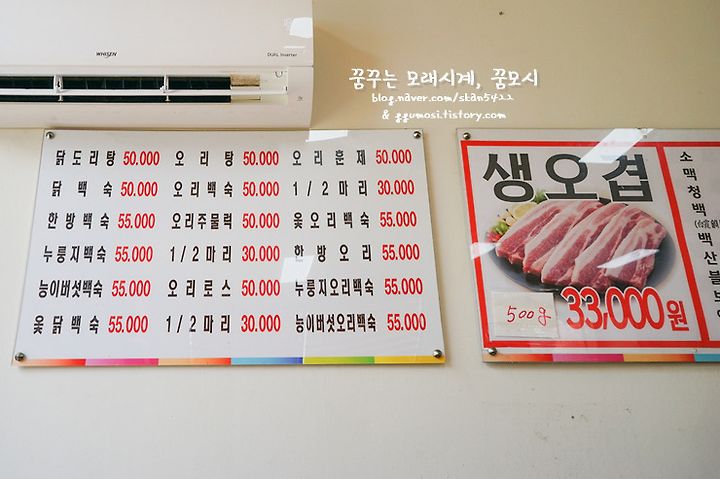 WHISEN
DUAL Inverter
꿈꾸는 모래시계, 꿈모시
blog.naver.com/skan5422
& ggumosi.tistory.com
닭도리탕 50.000 오리탕 50.000 오리훈제 50.000
닭백숙 50.000 오리백숙 50.000 1/2마리 30.000
한방백숙 55.000 오리주물럭 50.000 옻오리백숙 55.000
누룽지백숙 55.000 1/2마리 30.000 한방오리 55.000
능이버섯백숙 55.000 오리로스 50.000 누룽지오리백숙 55.000
옻닭백숙 55.000 1/2마리 30.000 능이버섯오리백숙 55.000
생오겹
500g
33,000원
소맥청백
백산불